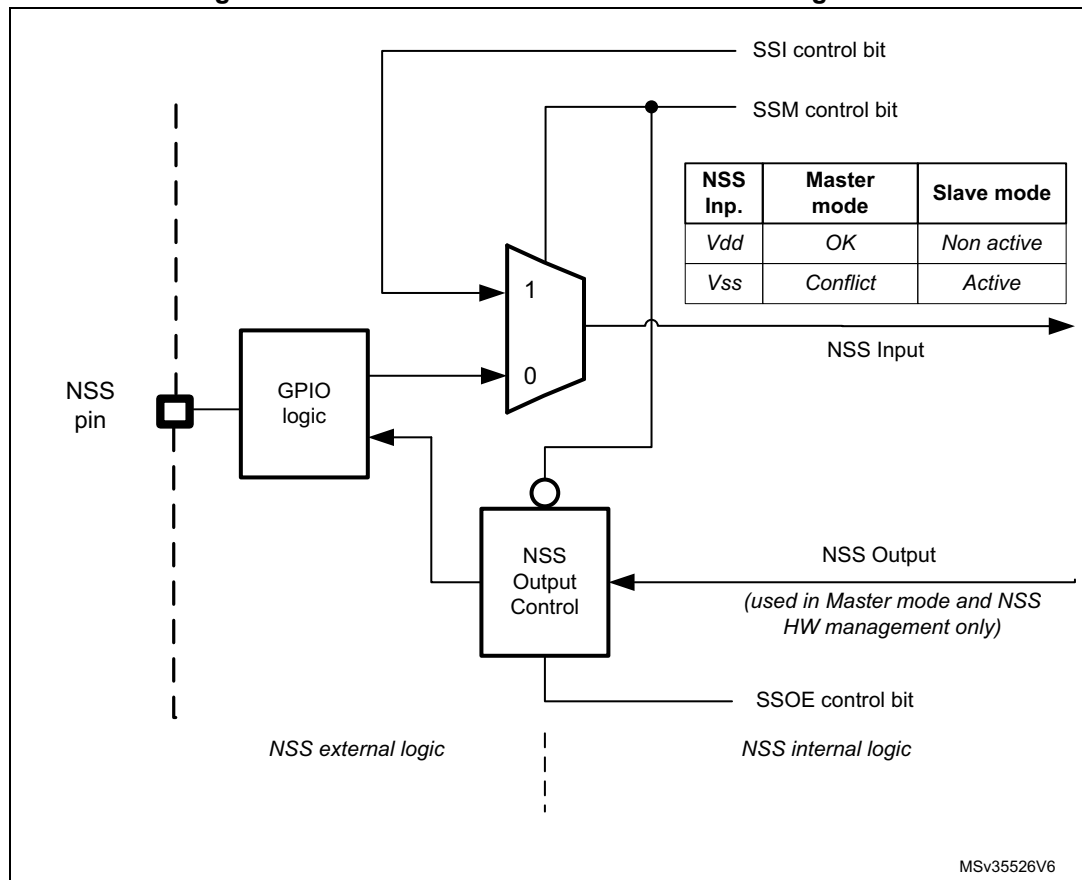 SSI control bit
SSM control bit
NSS Inp.
Master mode
Slave mode
Vdd
OK
Non active
Vss
Conflict
Active
1
NSS Input
0
GPIO
logic
NSS
pin
NSS
Output
Control
NSS Output
(used in Master mode and NSS
HW management only)
SSOE control bit
NSS external logic
NSS internal logic
MSv35526V6